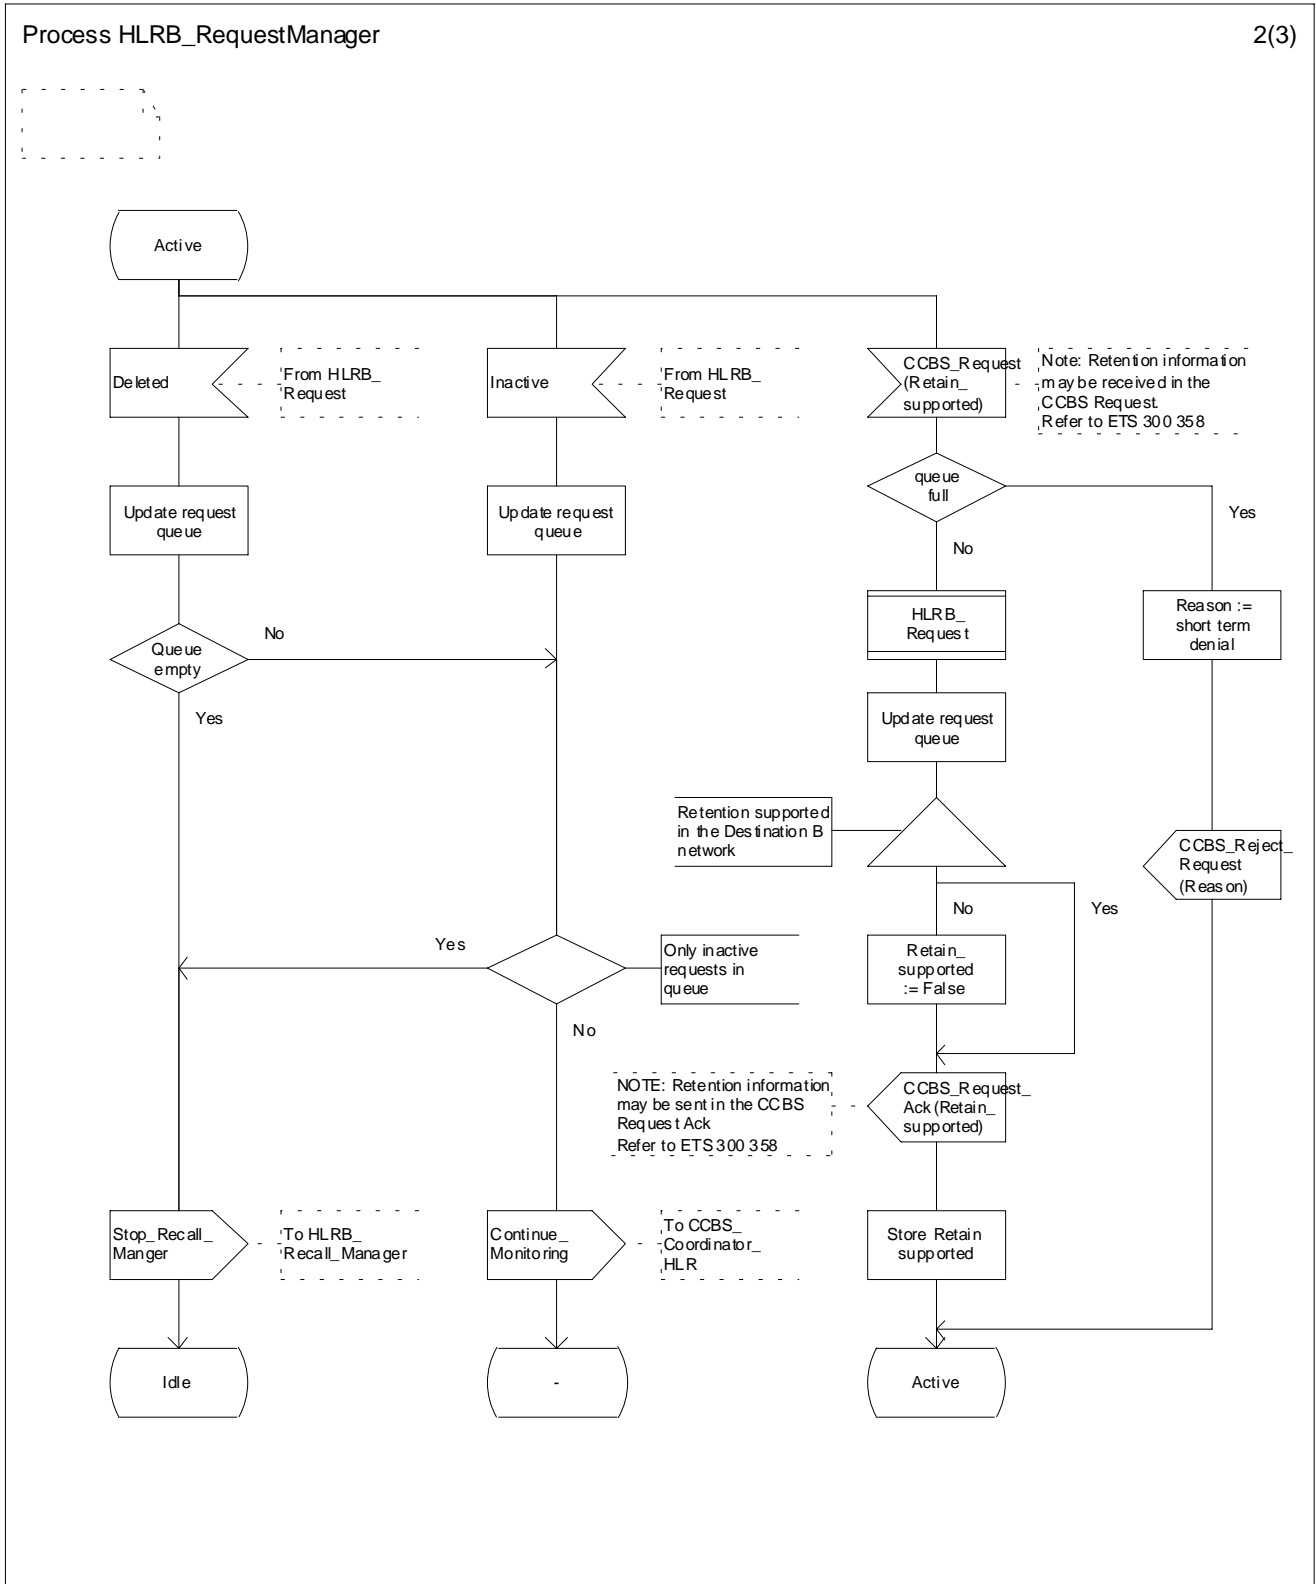 Process HLRB_RequestManager
2(3)
Active
Deleted
From HLRB_
Request
Inactive
From HLRB_
Request
CCBS_Request
(Retain_
supported)
Note: Retention information
may be received in the
CCBS Request.
Refer to ETS 300 358
queue
full
Yes
No
Update request
queue
Update request
queue
HLRB_
Request
Reason :=
short term
denial
Queue
empty
No
Yes
Update request
queue
Retention supported
in the Destination B
network
CCBS_Reject_
Request
(Reason)
No
Yes
Yes
Only inactive
requests in
queue
No
Retain_
supported
:= False
NOTE: Retention information
may be sent in the CCBS
Request Ack
Refer to ETS 300 358
CCBS_Request_
Ack (Retain_
supported)
Stop_Recall_
Manger
To HLRB_
Recall_Manager
Continue_
Monitoring
To CCBS_
Coordinator_
HLR
Store Retain
supported
Idle
-
Active